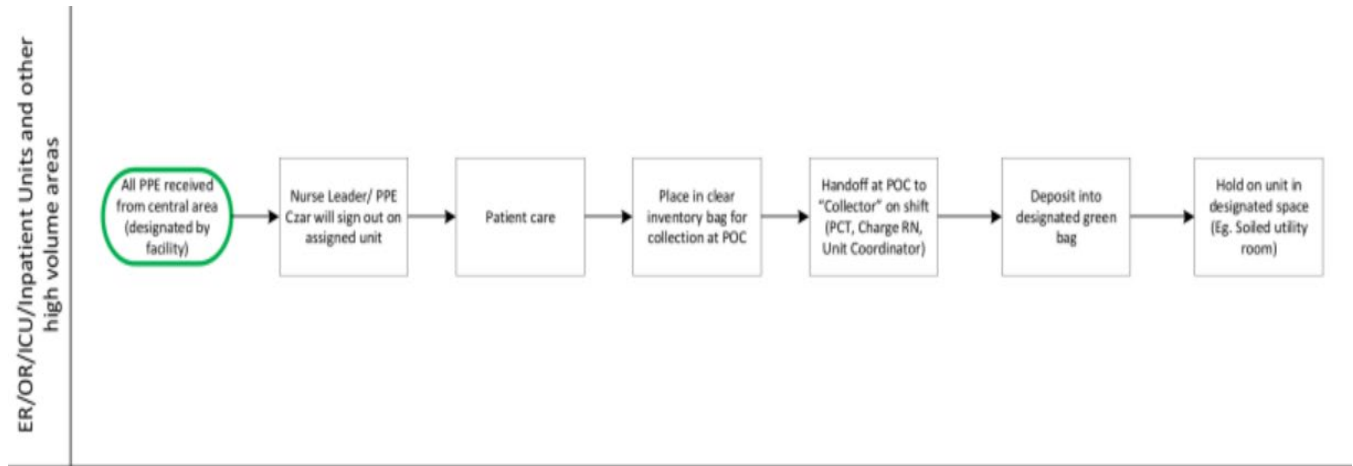 ER/OR/ICU/Inpatient Units and other
high volume areas
All PPE received
from central area
(designated by
facility)
Nurse Leader/ PPE
Czar will sign out on
assigned unit
Patient care
Place in clear
inventory bag for
collection at POC
Handoff at POC to
“Collector” on shift
(PCT, Charge RN,
Unit Coordinator)
Deposit into
designated green
bag
Hold on unit in
designated space
(Eg. Soiled utility
room)